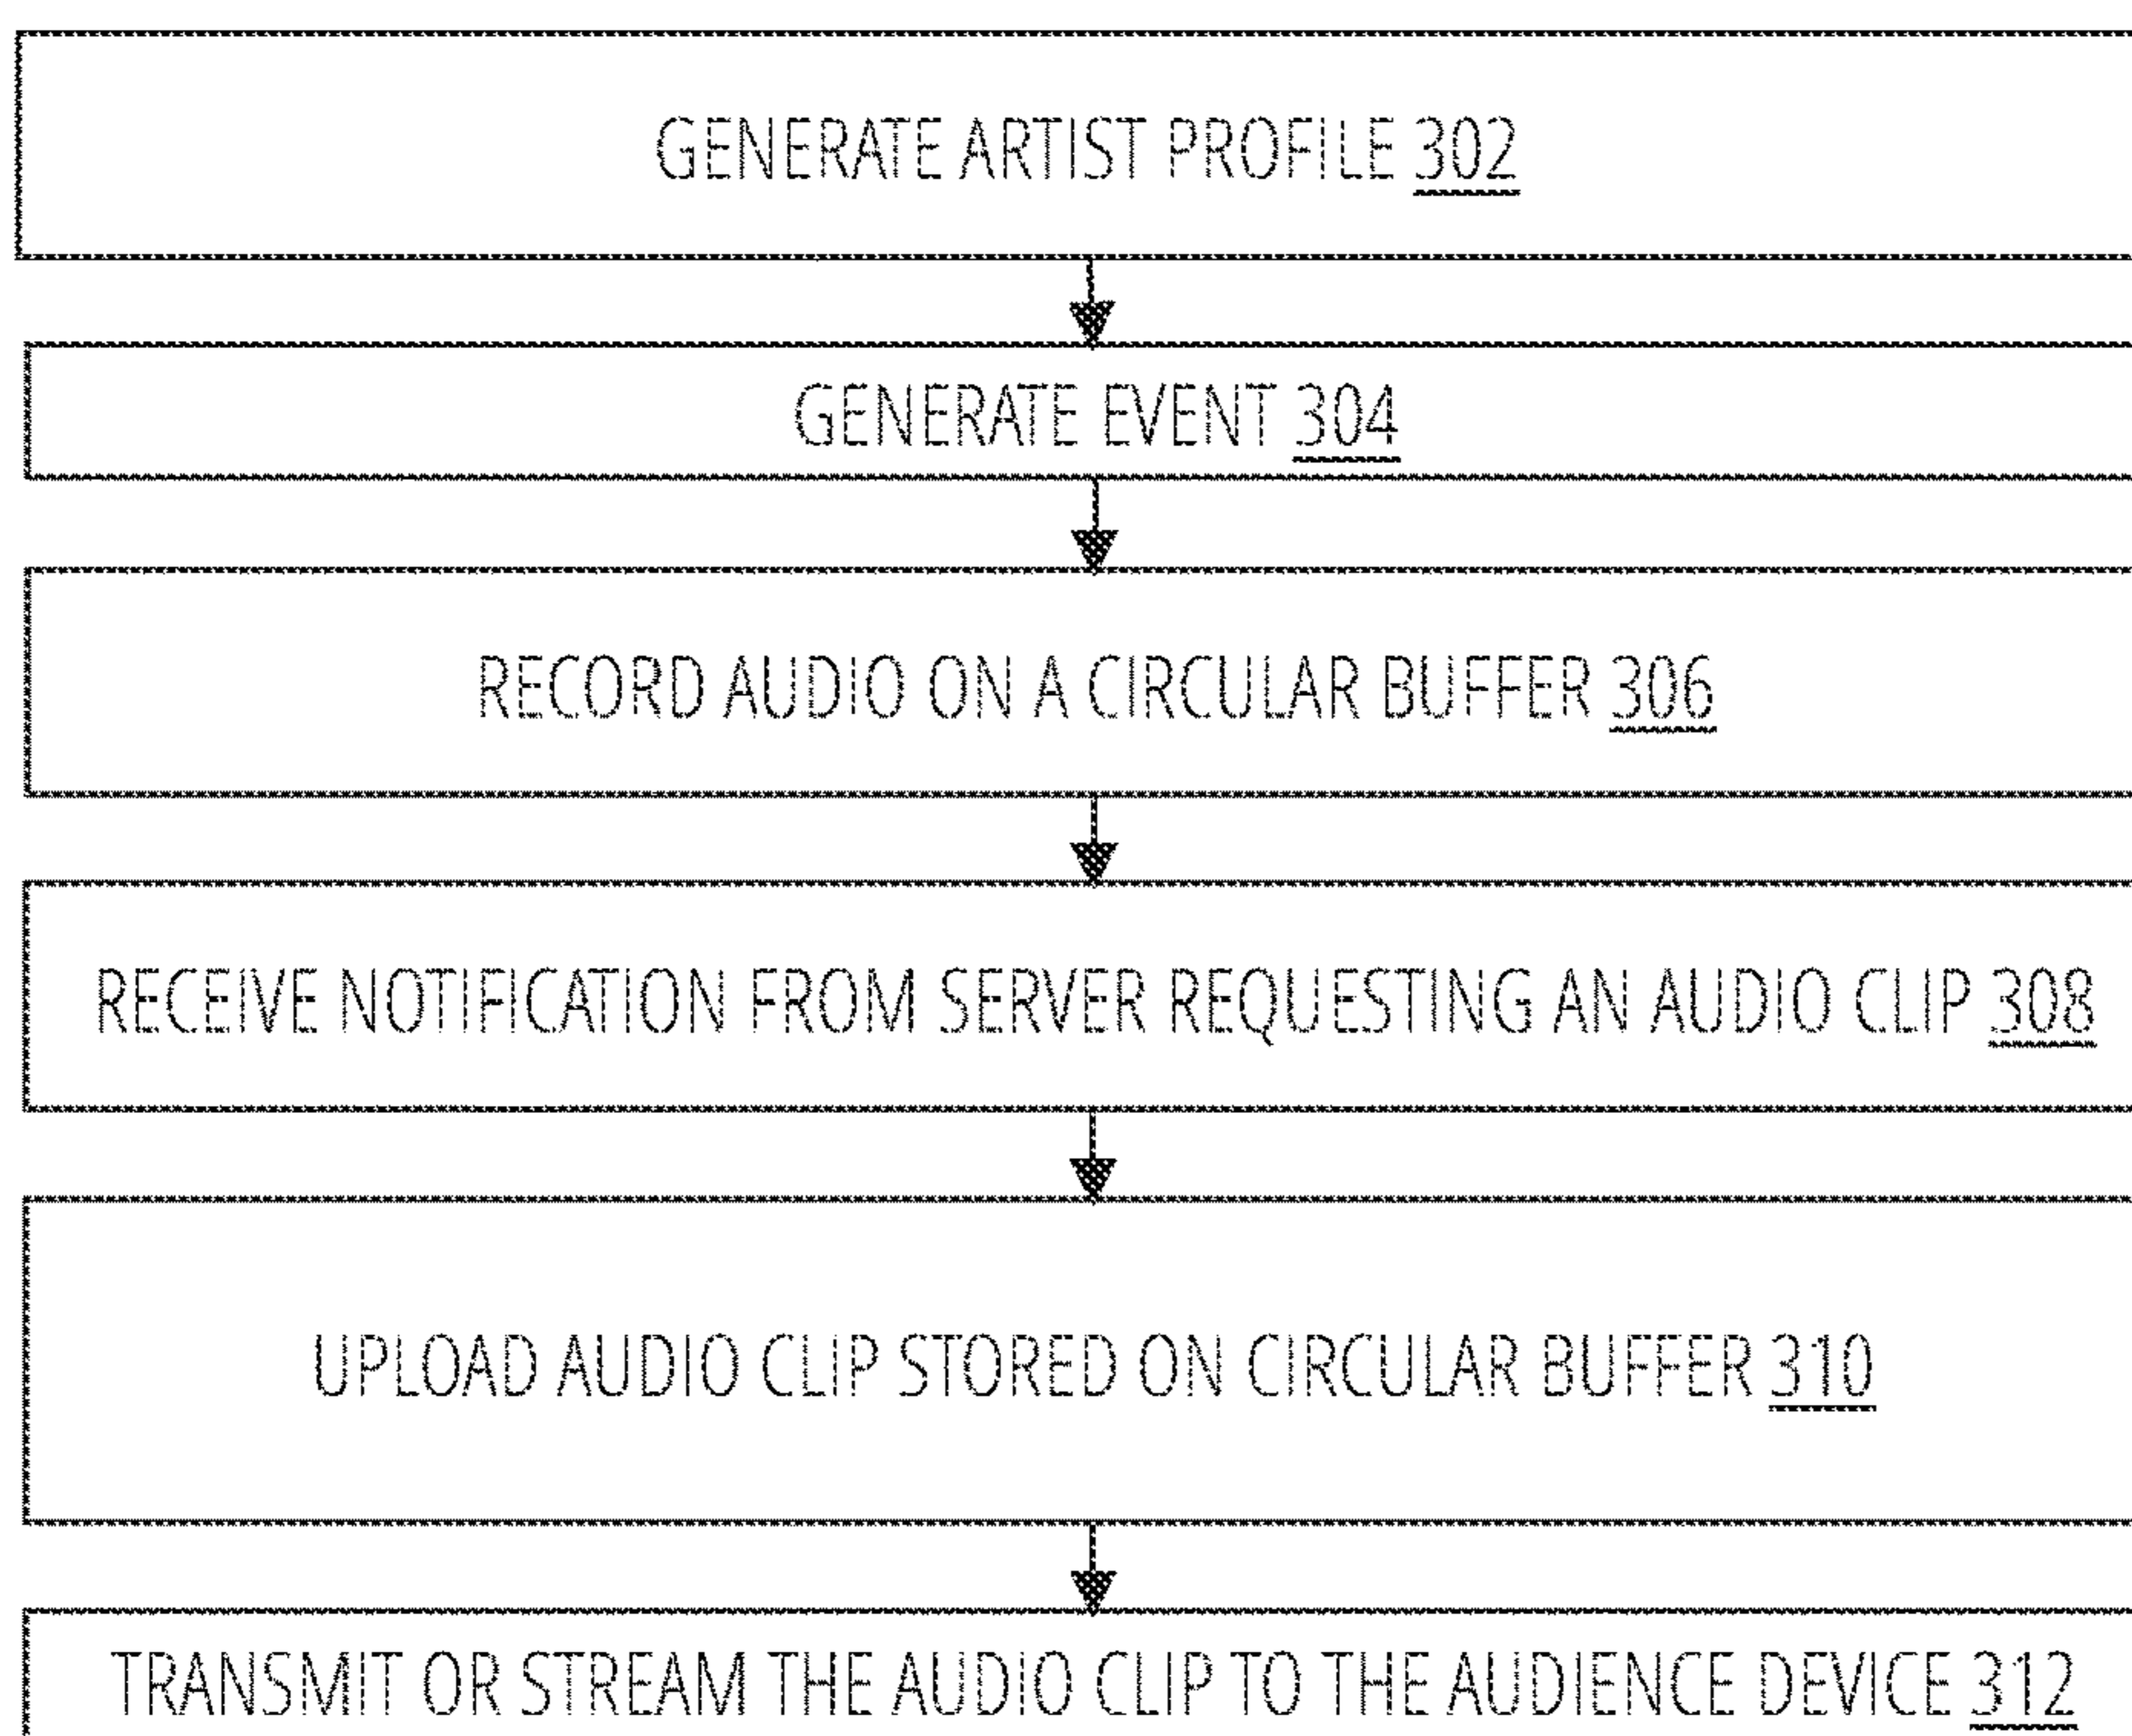 GENERATE ARTIST PROFILE 302
GENERATE EVENT 304
RECORD AUDIO ON A CIRCULAR BUFFER 306
RECEIVE NOTIFICATION FROM SERVER REQUESTING AN AUDIO CLIP 308
UPLOAD AUDIO CLIP STORED ON CIRCULAR BUFFER 310
TRANSMIT OR STREAM THE AUDIO CLIP TO THE AUDIENCE DEVICE 312